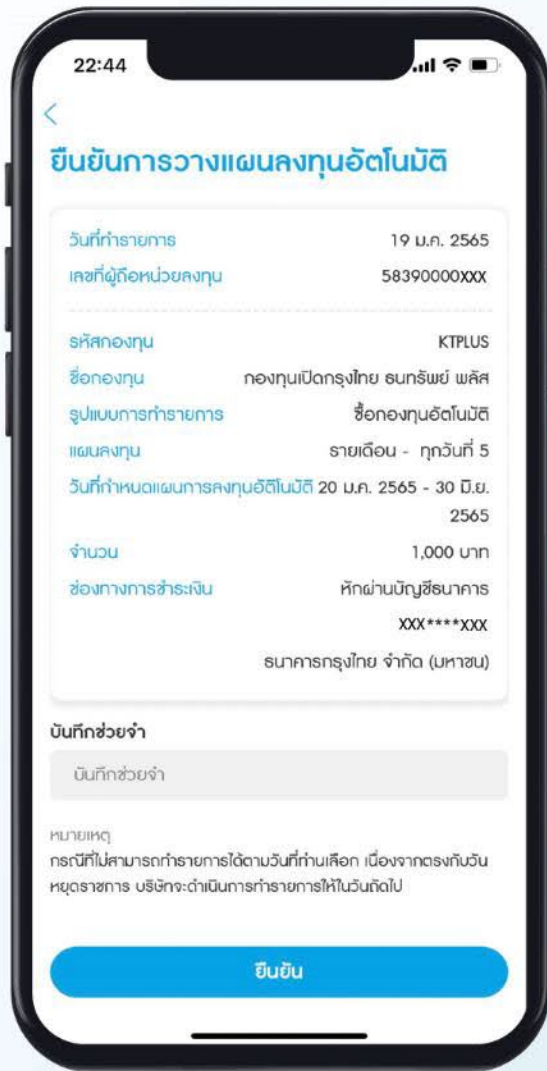 22:44
ยืนยันการวางแผนลงทุนอัตโนมัติ
วันที่ทำรายการ 19 ม.ค. 2565
เลขที่ผู้ถือหน่วยลงทุน 58390000XXX
รหัสกองทุน KTPLUS
ชื่อกองทุน กองทุนเปิดกรุงไทย ธนทรัพย์ พลัส
รูปแบบการทำรายการ ซื้อกองทุนอัตโนมัติ
แผนลงทุน รายเดือน - ทุกวันที่ 5
วันที่กำหนดแผนการลงทุนอัติโนมัติ 20 ม.ค. 2565 - 30 มิ.ย.
2565
จำนวน 1,000 บาท
ช่องทางการชำระเงิน หักผ่านบัญชีธนาคาร
XXX****XXX
ธนาคารกรุงไทย จำกัด (มหาชน)
บันทึกช่วยจำ
บันทึกช่วยจำ
หมายเหตุ
กรณีที่ไม่สามารถทำรายการได้ตามวันที่ท่านเลือก เนื่องจากตรงกับวัน
หยุดราชการ บริษัทจะดำเนินการทำรายการให้ในวันถัดไป
ยืนยัน